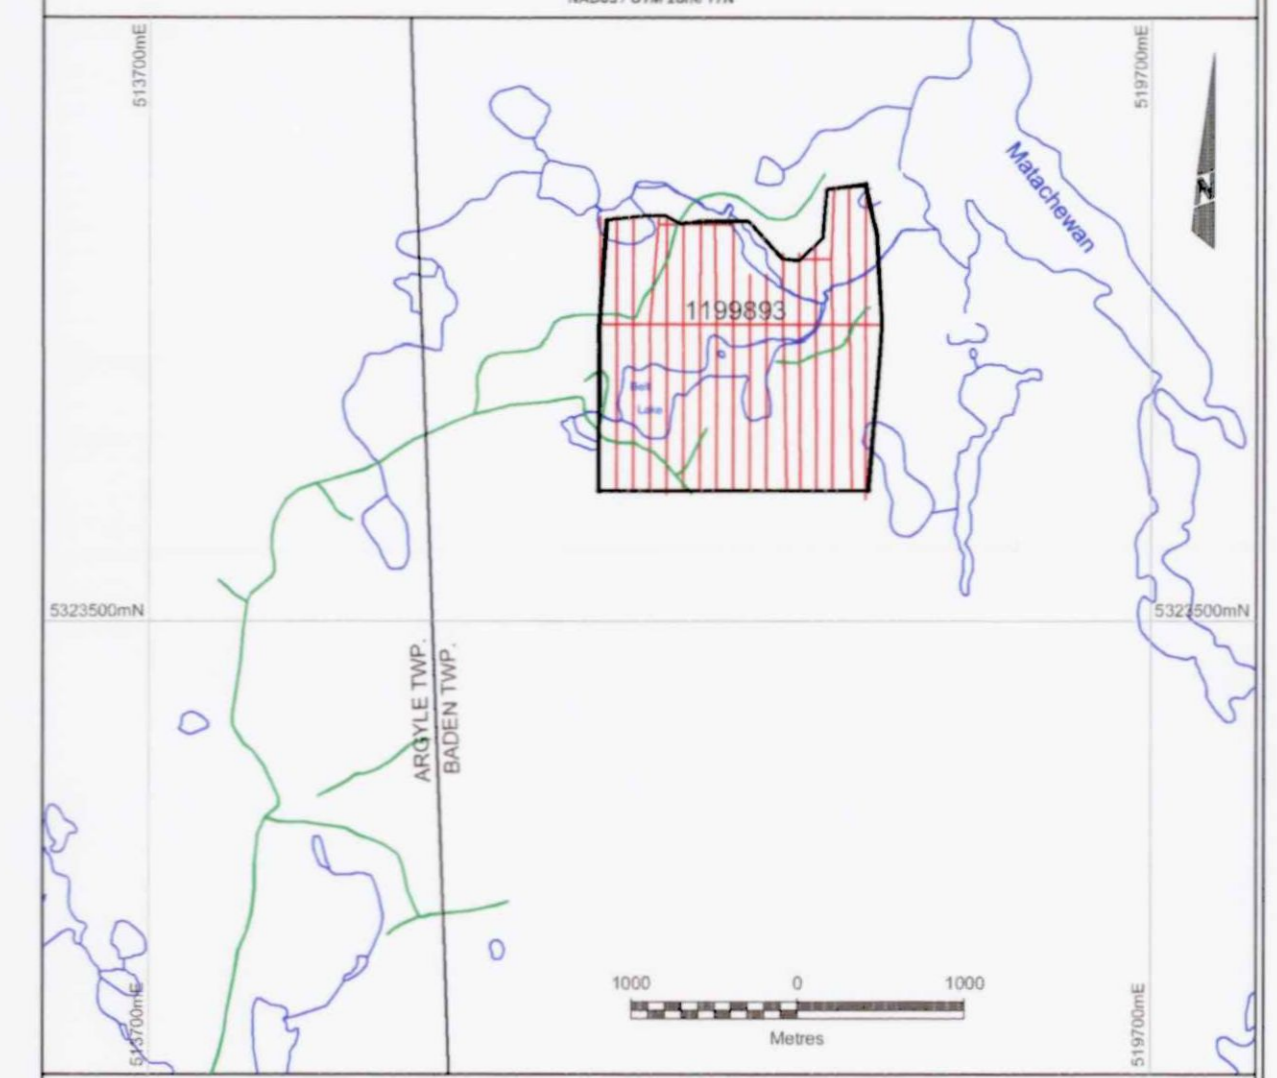 513700mE
519700mE
Matachewan
N
1199893
Bell
Lake
5323500mN
5323500mN
ARGYLE TWP.
BADEN TWP.
1000 0 1000
Metres
513700mE
519700mE